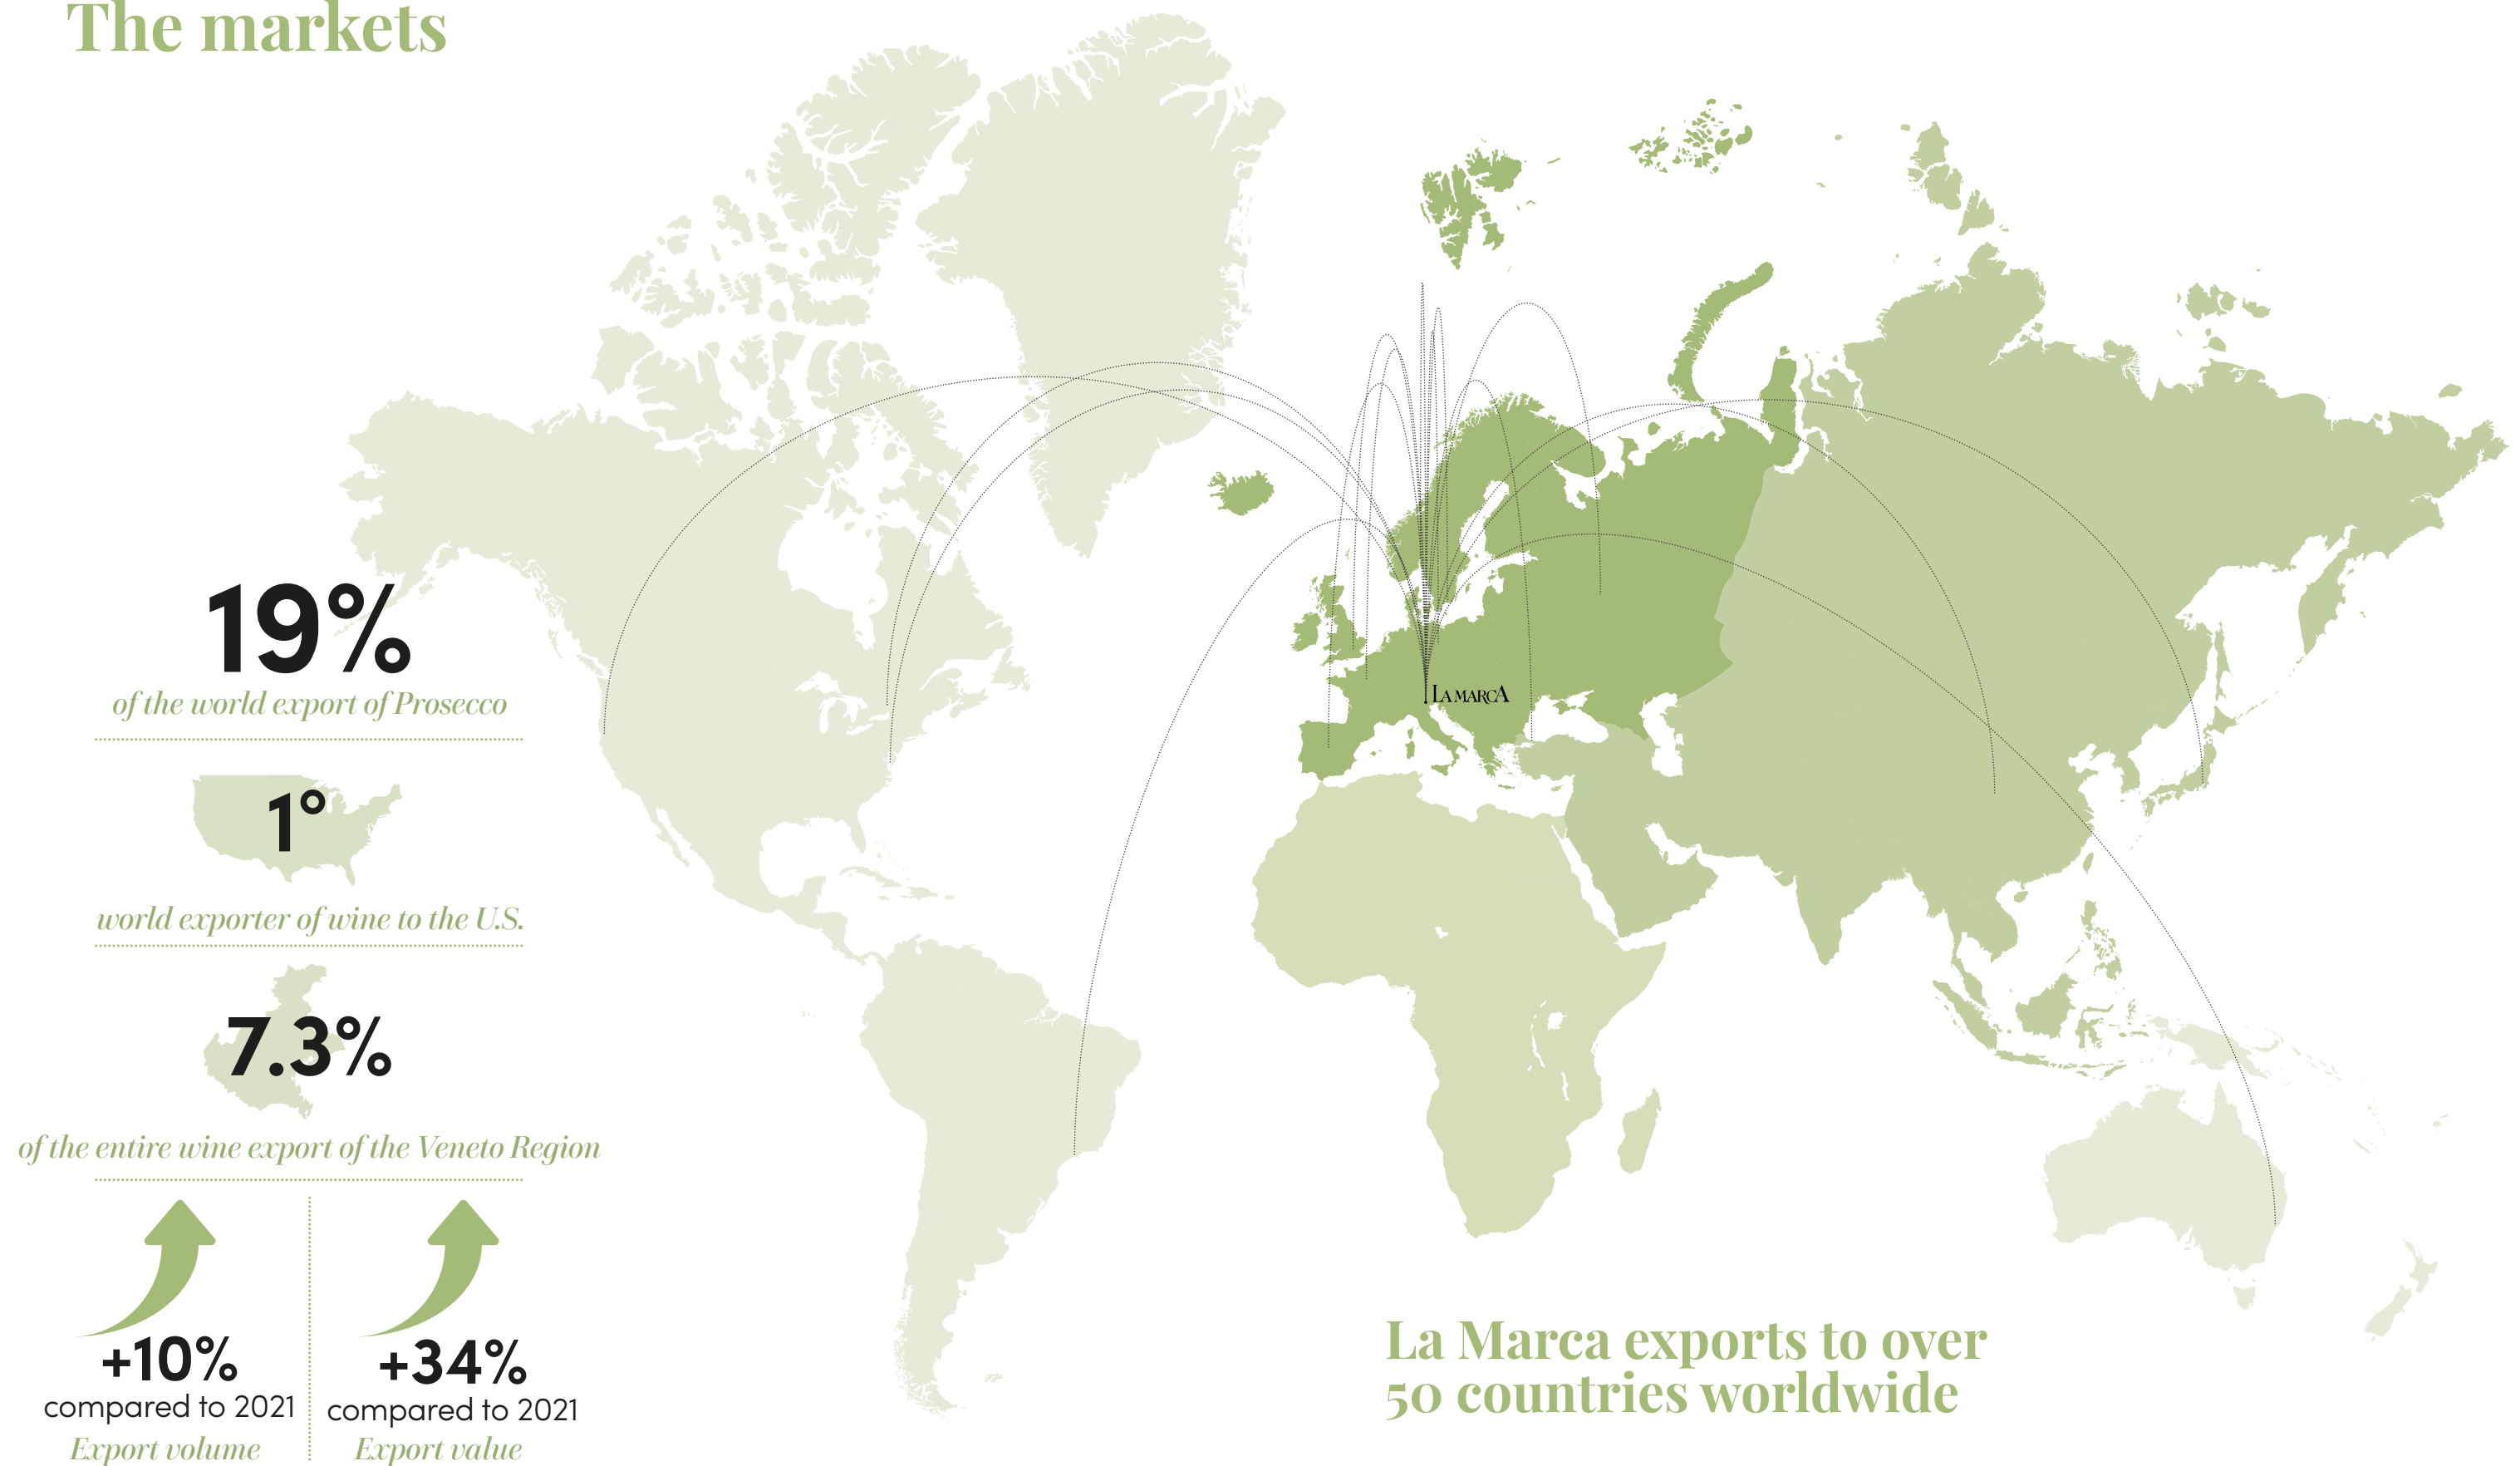 The markets
19%
of the world export of Prosecco
1°
world exporter of wine to the U.S.
7.3%
of the entire wine export of the Veneto Region
+10%
compared to 2021
Export volume
+34%
compared to 2021
Export value
LA MARCA
La Marca exports to over
50 countries worldwide